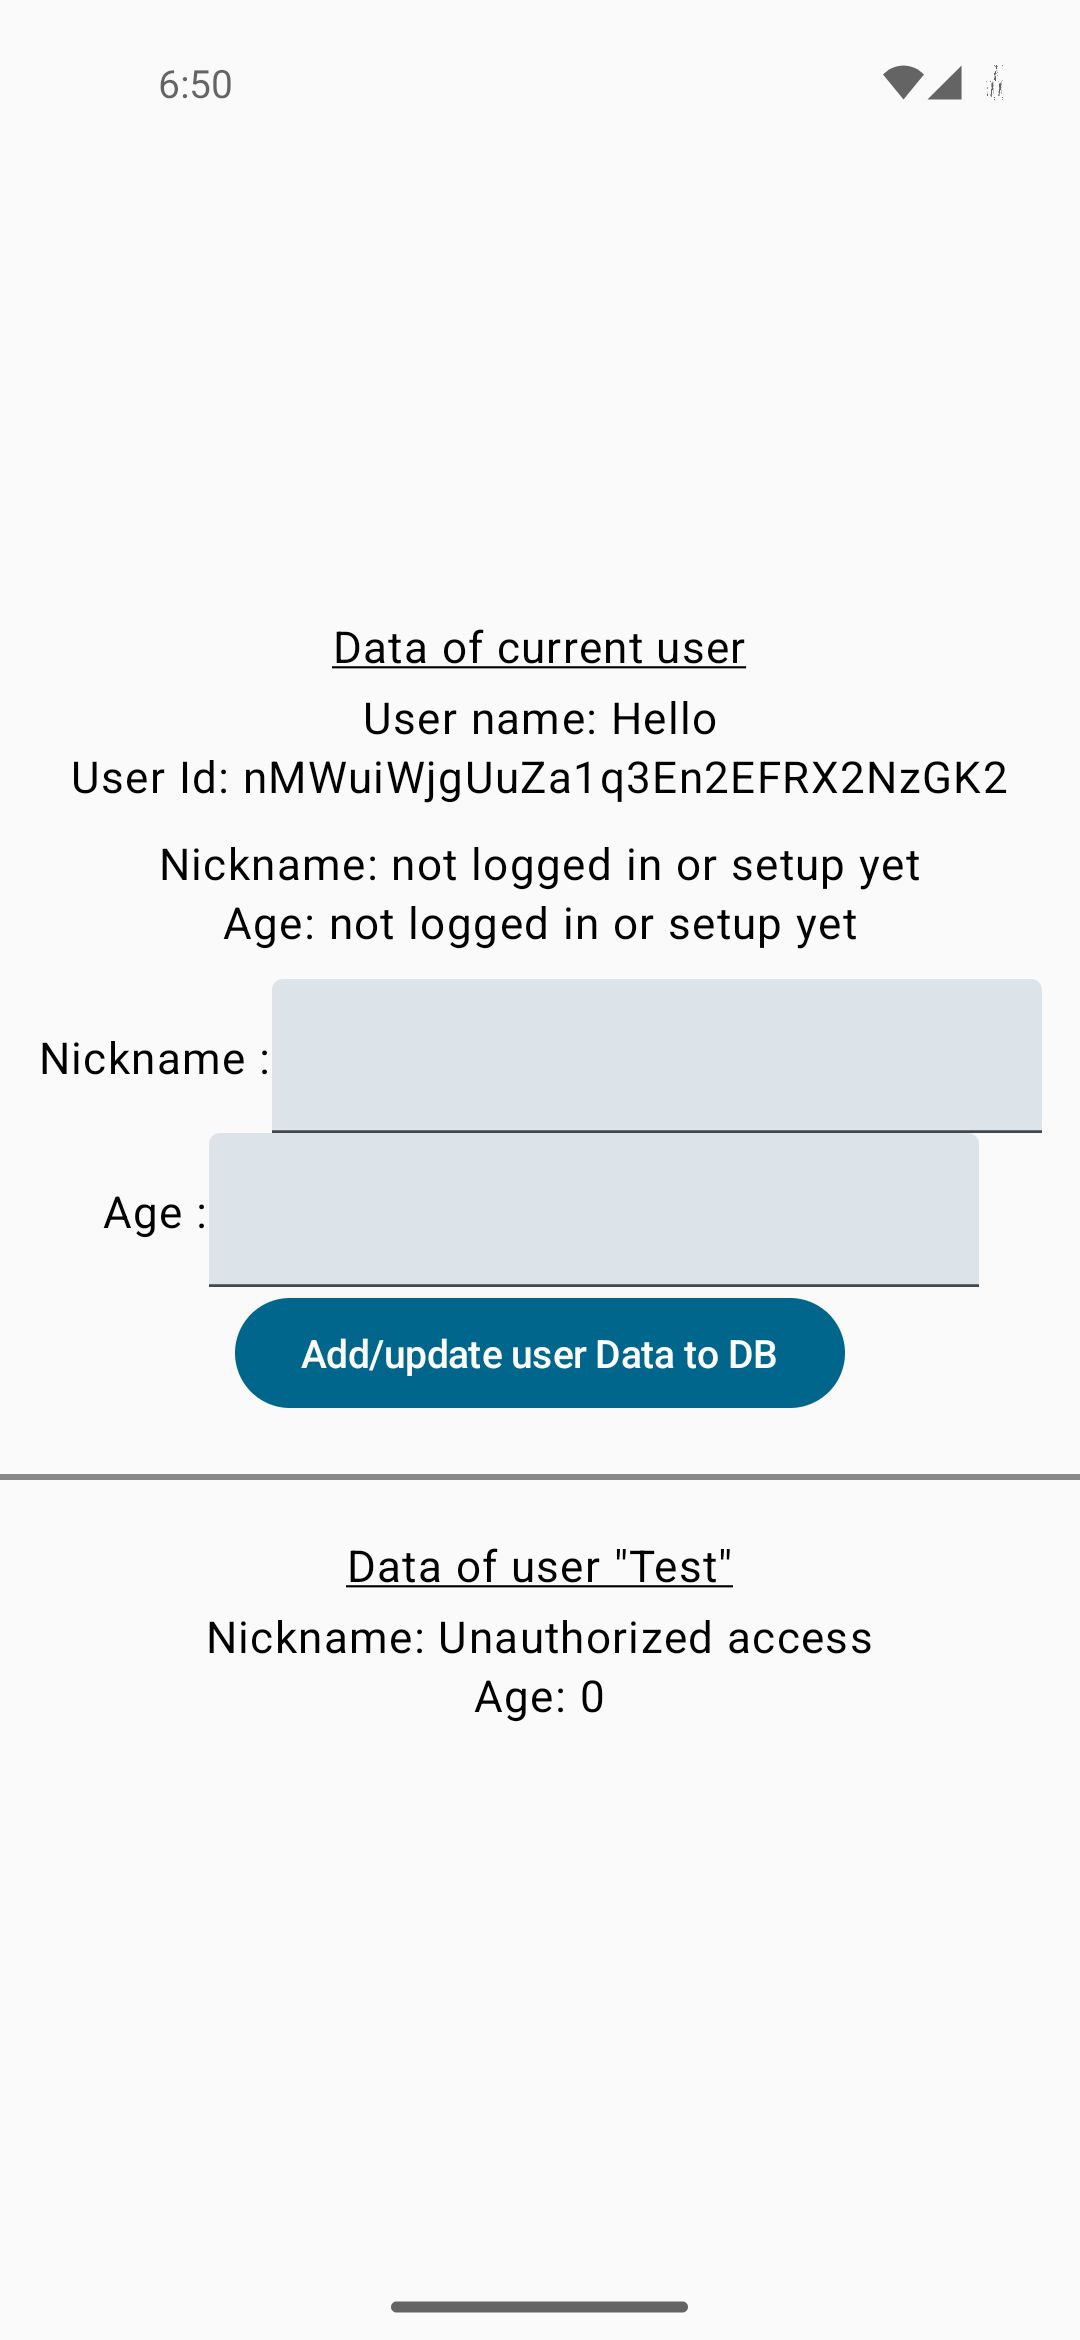 6:50
Data of current user
User name: Hello
User Id: nMWuiWjgUuZa1q3En2EFRX2NzGK2
Nickname: not logged in or setup yet
Age: not logged in or setup yet
Nickname :
Age :
Add/update user Data to DB
Data of user "Test"
Nickname: Unauthorized access
Age: 0